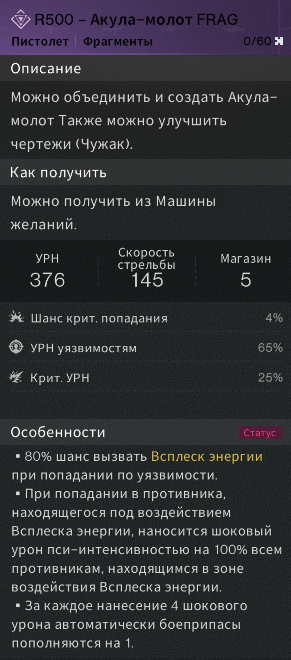 R500 – Акула-молот FRAG
Пистолет | Фрагменты 0/60
Описание
Можно объединить и создать Акула-
молот Также можно улучшить
чертежи (Чужак).
Как получить
Можно получить из Машины
желаний.
УРН Скорость стрельбы Магазин
376 145 5
Шанс крит. попадания 4%
УРН уязвимостям 65%
Крит. УРН 25%
Особенности Статус
▪ 80% шанс вызвать Всплеск энергии
при попадании по уязвимости.
▪ При попадании в противника,
находящегося под воздействием
Всплеска энергии, наносится шоковый
урон пси-интенсивностью на 100% всем
противникам, находящимся в зоне
воздействия Всплеска энергии.
▪ За каждое нанесение 4 шокового
урона автоматически боеприпасы
пополняются на 1.